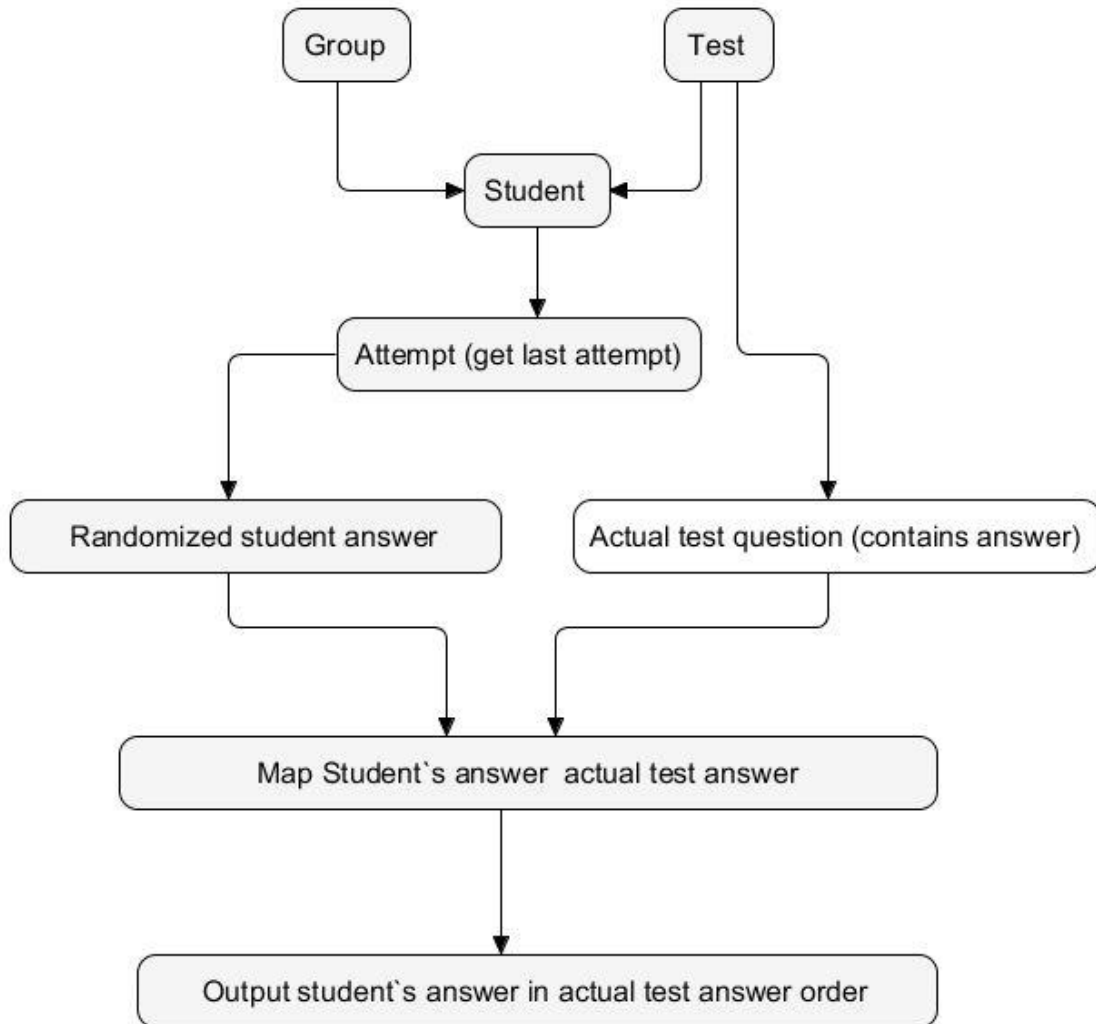 Group
Test
Student
Attempt (get last attempt)
Randomized student answer
Actual test question (contains answer)
Map Student`s answer  actual test answer
Output student`s answer in actual test answer order